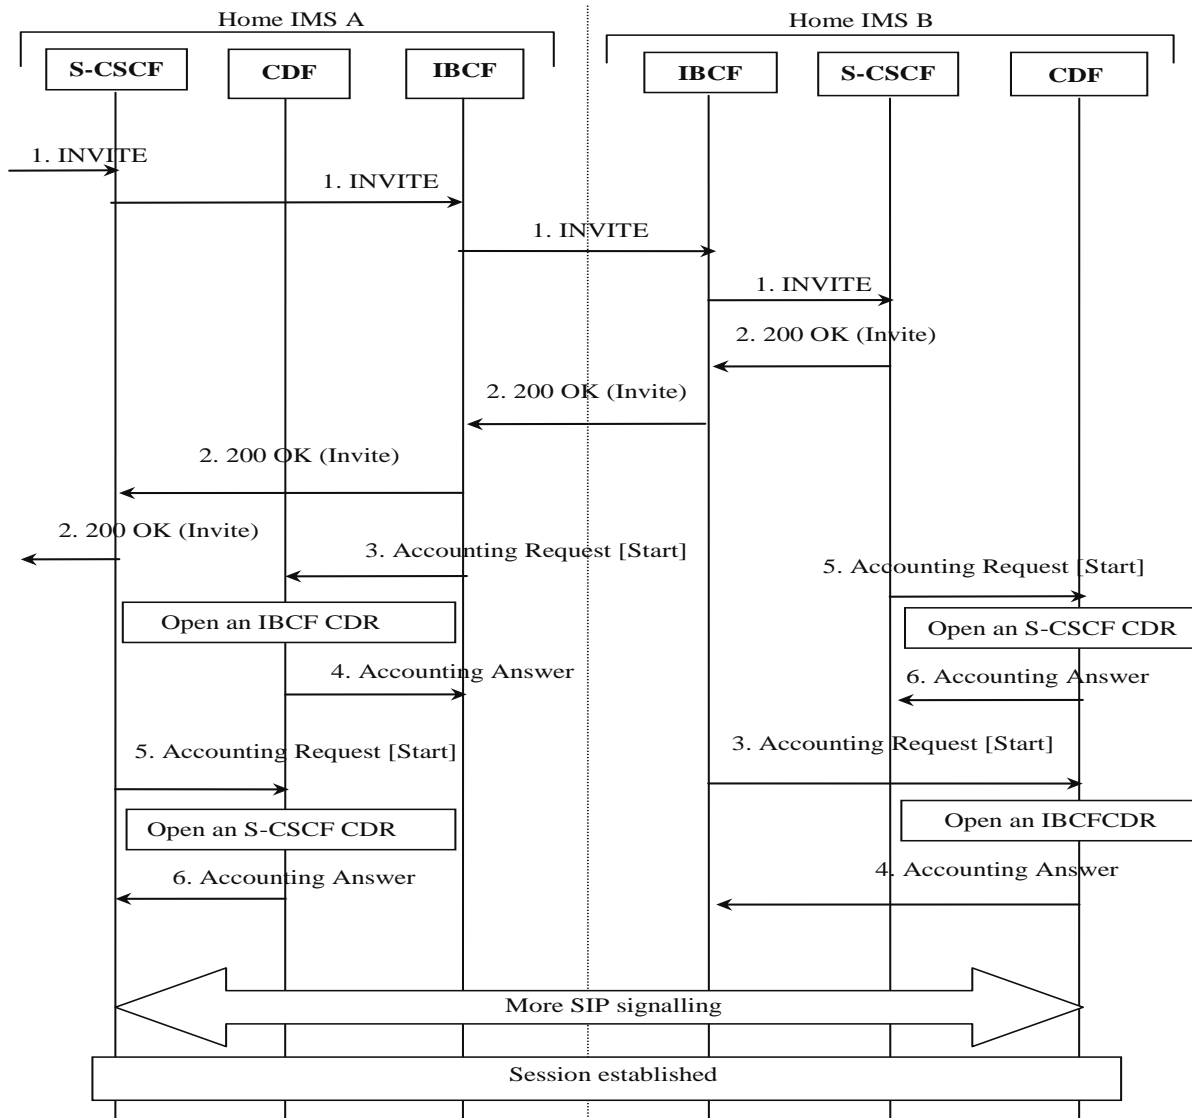 Home IMS A
Home IMS B
S-CSCF
CDF
IBCF
IBCF
S-CSCF
CDF
1. INVITE
1. INVITE
1. INVITE
1. INVITE
2. 200 OK (Invite)
2. 200 OK (Invite)
2. 200 OK (Invite)
2. 200 OK (Invite)
3. Accounting Request [Start]
5. Accounting Request [Start]
Open an IBCF CDR
Open an S-CSCF CDR
4. Accounting Answer
6. Accounting Answer
5. Accounting Request [Start]
3. Accounting Request [Start]
Open an S-CSCF CDR
Open an IBCFCDR
6. Accounting Answer
4. Accounting Answer
More SIP signalling
Session established